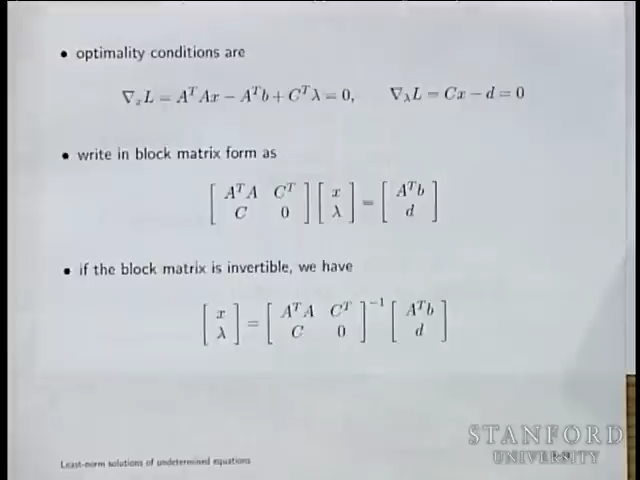 • optimality conditions are
∇ₓL = AᵀAx − Aᵀb + Cᵀλ = 0, ∇_λL = Cx − d = 0
• write in block matrix form as
[ AᵀA Cᵀ ] [ x ] = [ Aᵀb ]
[ C 0 ] [ λ ] [ d ]
• if the block matrix is invertible, we have
[ x ] = [ AᵀA Cᵀ ]⁻¹ [ Aᵀb ]
[ λ ] [ C 0 ] [ d ]
Least-norm solutions of undetermined equations
STANFORD
UNIVERSITY